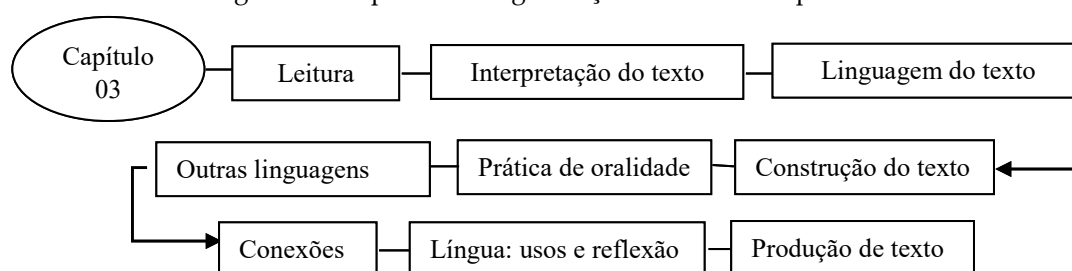 Capítulo
03
Leitura
Interpretação do texto
Linguagem do texto
Construção do texto
Prática de oralidade
Outras linguagens
Conexões
Língua: usos e reflexão
Produção de texto